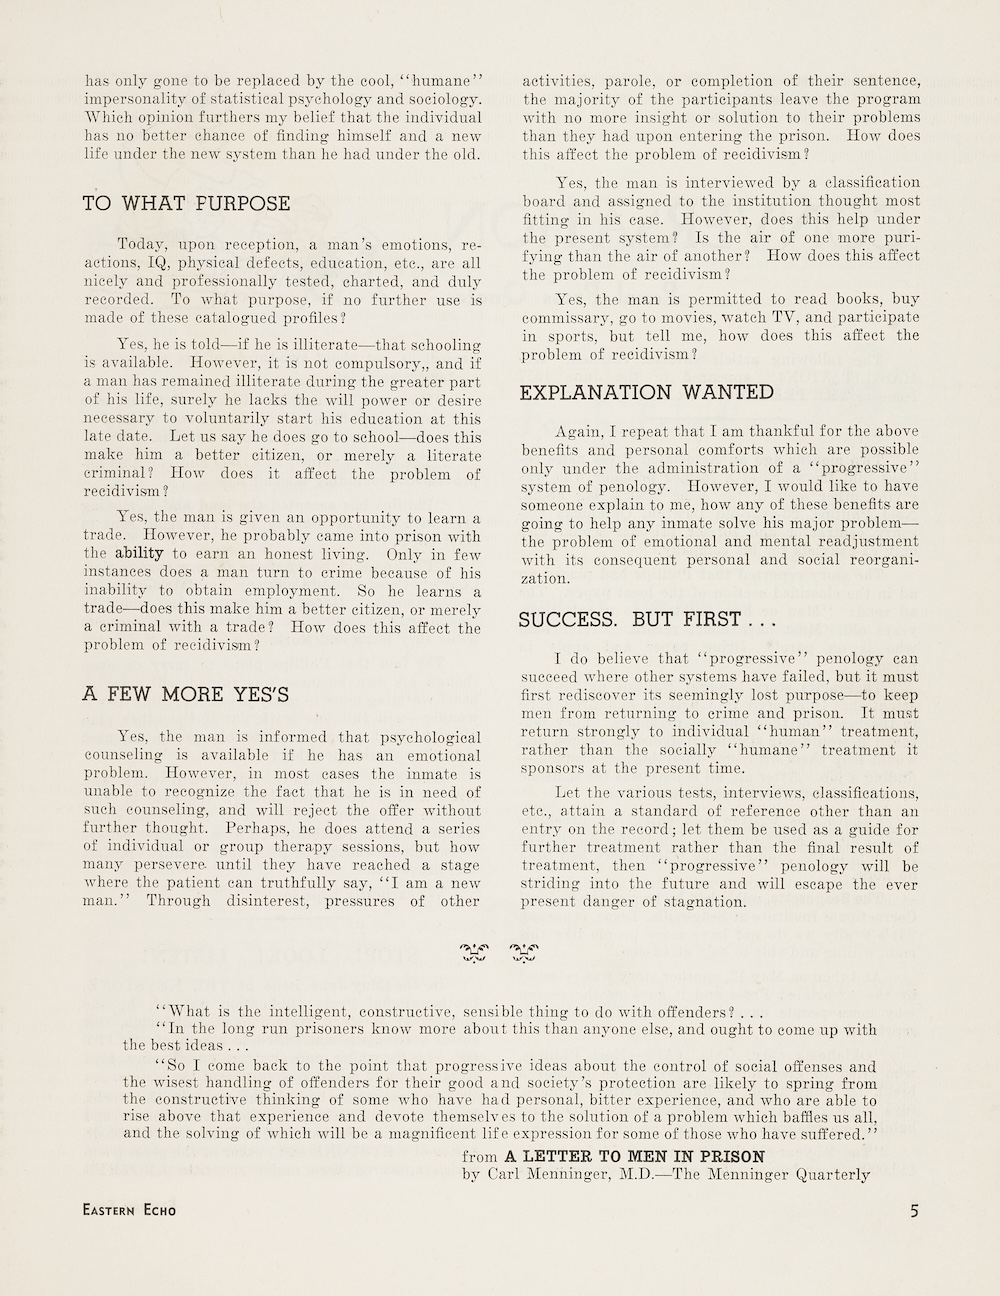 has only gone to be replaced by the cool, "humane"
impersonality of statistical psychology and sociology.
Which opinion furthers my belief that the individual
has no better chance of finding himself and a new
life under the new system than he had under the old.
TO WHAT PURPOSE
Today, upon reception, a man's emotions, re-
actions, IQ, physical defects, education, etc., are all
nicely and professionally tested, charted, and duly
recorded. To what purpose, if no further use is
made of these catalogued profiles?
Yes, he is told—if he is illiterate—that schooling
is available. However, it is not compulsory,, and if
a man has remained illiterate during the greater part
of his life, surely he lacks the will power or desire
necessary to voluntarily start his education at this
late date. Let us say he does go to school—does this
make him a better citizen, or merely a literate
criminal? How does it affect the problem of
recidivism?
Yes, the man is given an opportunity to learn a
trade. However, he probably came into prison with
the ability to earn an honest living. Only in few
instances does a man turn to crime because of his
inability to obtain employment. So he learns a
trade—does this make him a better citizen, or merely
a criminal with a trade? How does this affect the
problem of recidivism?
A FEW MORE YES'S
Yes, the man is informed that psychological
counseling is available if he has an emotional
problem. However, in most cases the inmate is
unable to recognize the fact that he is in need of
such counseling, and will reject the offer without
further thought. Perhaps, he does attend a series
of individual or group therapy sessions, but how
many persevere until they have reached a stage
where the patient can truthfully say, "I am a new
man." Through disinterest, pressures of other
activities, parole, or completion of their sentence,
the majority of the participants leave the program
with no more insight or solution to their problems
than they had upon entering the prison. How does
this affect the problem of recidivism?
Yes, the man is interviewed by a classification
board and assigned to the institution thought most
fitting in his case. However, does this help under
the present system? Is the air of one more puri-
fying than the air of another? How does this affect
the problem of recidivism?
Yes, the man is permitted to read books, buy
commissary, go to movies, watch TV, and participate
in sports, but tell me, how does this affect the
problem of recidivism?
EXPLANATION WANTED
Again, I repeat that I am thankful for the above
benefits and personal comforts which are possible
only under the administration of a "progressive"
system of penology. However, I would like to have
someone explain to me, how any of these benefits are
going to help any inmate solve his major problem—
the problem of emotional and mental readjustment
with its consequent personal and social reorgani-
zation.
SUCCESS. BUT FIRST . . .
I do believe that "progressive" penology can
succeed where other systems have failed, but it must
first rediscover its seemingly lost purpose—to keep
men from returning to crime and prison. It must
return strongly to individual "human" treatment,
rather than the socially "humane" treatment it
sponsors at the present time.
Let the various tests, interviews, classifications,
etc., attain a standard of reference other than an
entry on the record; let them be used as a guide for
further treatment rather than the final result of
treatment, then "progressive" penology will be
striding into the future and will escape the ever
present danger of stagnation.
"What is the intelligent, constructive, sensible thing to do with offenders? . . .
"In the long run prisoners know more about this than anyone else, and ought to come up with
the best ideas . . .
"So I come back to the point that progressive ideas about the control of social offenses and
the wisest handling of offenders for their good and society's protection are likely to spring from
the constructive thinking of some who have had personal, bitter experience, and who are able to
rise above that experience and devote themselves to the solution of a problem which baffles us all,
and the solving of which will be a magnificent life expression for some of those who have suffered."
from A LETTER TO MEN IN PRISON
by Carl Menninger, M.D.—The Menninger Quarterly
EASTERN ECHO
5